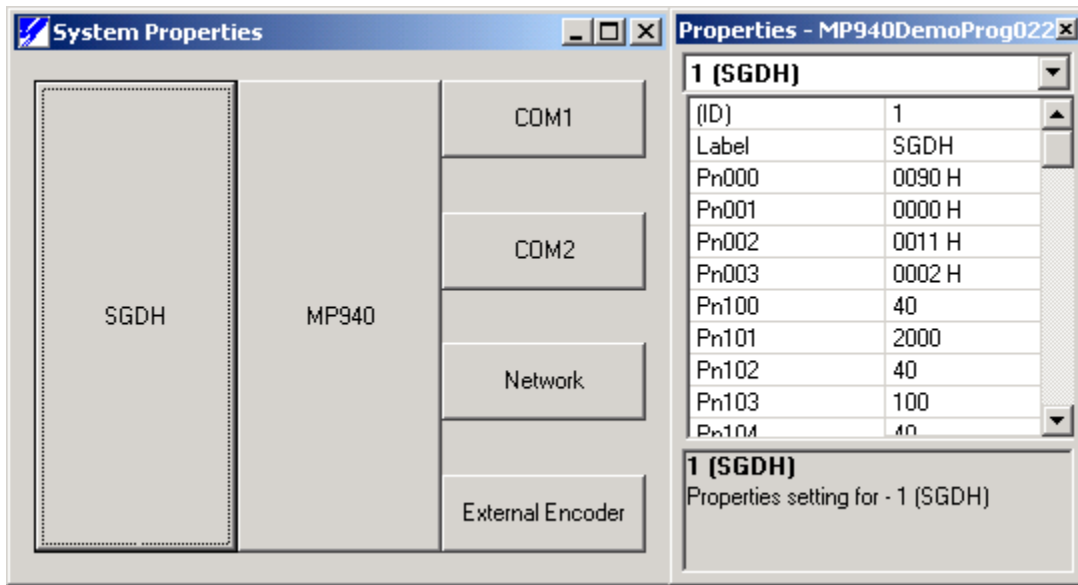 System Properties
SGDH
MP940
COM1
COM2
Network
External Encoder
Properties - MP940DemoProg022
1 (SGDH)
(ID) 1
Label SGDH
Pn000 0090 H
Pn001 0000 H
Pn002 0011 H
Pn003 0002 H
Pn100 40
Pn101 2000
Pn102 40
Pn103 100
Pn104 40
1 (SGDH)
Properties setting for - 1 (SGDH)